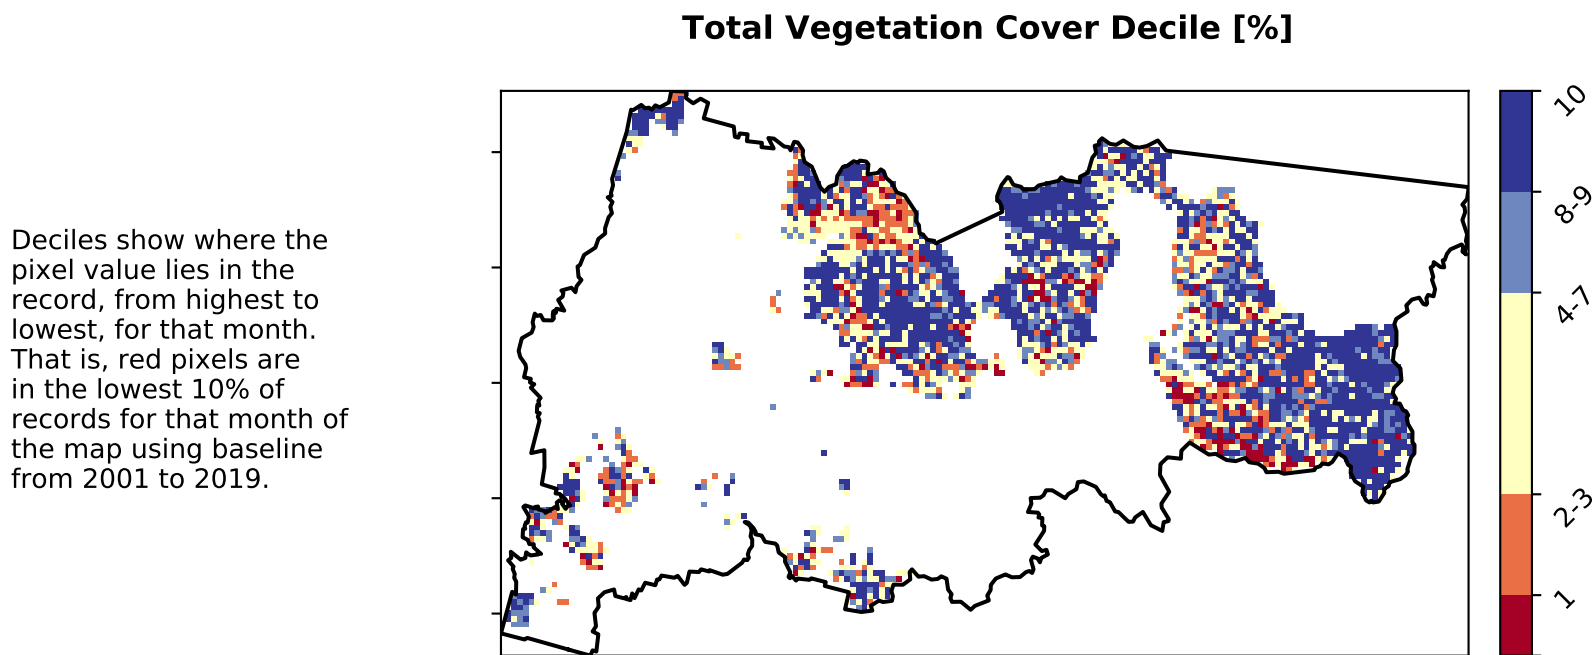 Total Vegetation Cover Decile [%]
Deciles show where the
pixel value lies in the
record, from highest to
lowest, for that month.
That is, red pixels are
in the lowest 10% of
records for that month of
the map using baseline
from 2001 to 2019.
10
8-9
4-7
2-3
1